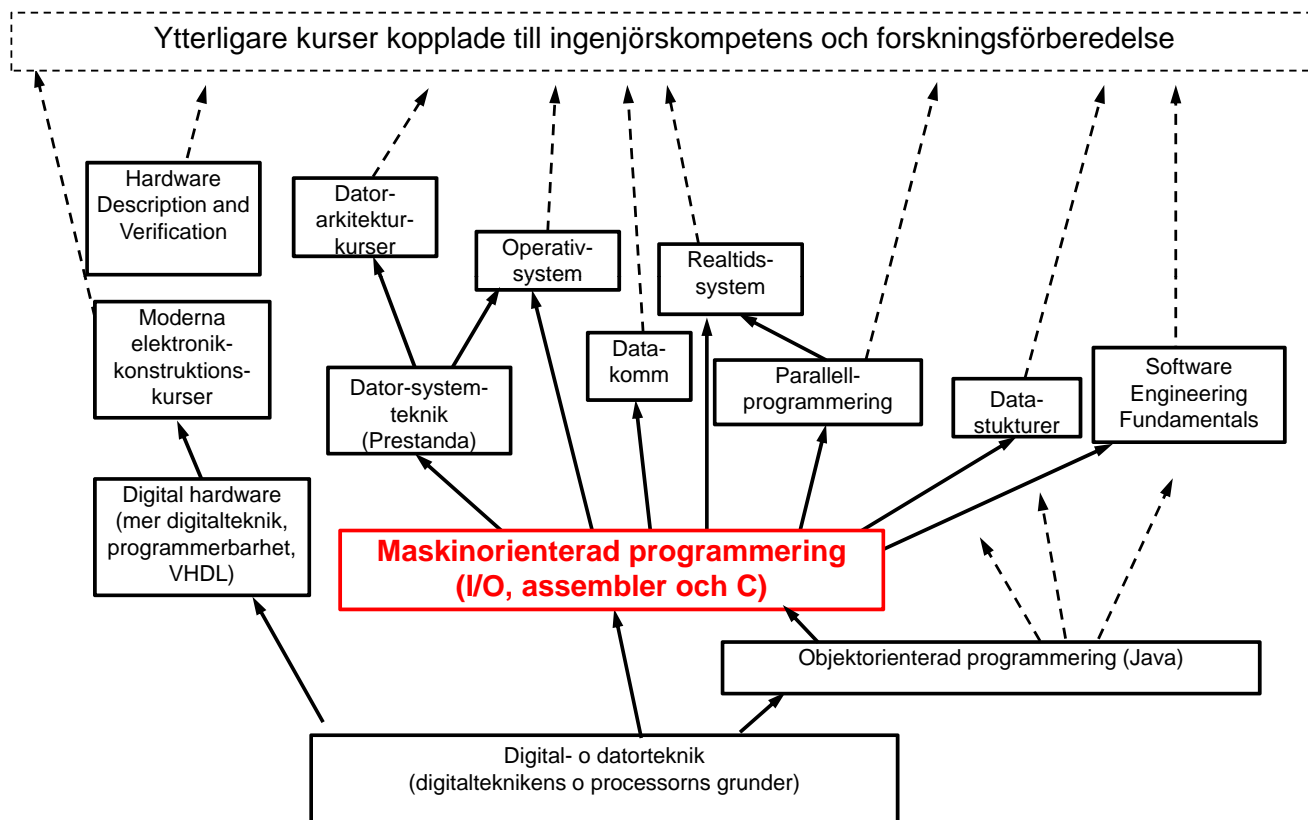 Ytterligare kurser kopplade till ingenjörskompetens och forskningsförberedelse
Hardware
Description and
Verification
Dator-
arkitektur-
kurser
Operativ-
system
Realtids-
system
Moderna
elektronik-
konstruktions-
kurser
Dator-system-
teknik
(Prestanda)
Data-
komm
Parallell-
programmering
Data-
stukturer
Software
Engineering
Fundamentals
Digital hardware
(mer digitalteknik,
programmerbarhet,
VHDL)
Maskinorienterad programmering
(I/O, assembler och C)
Objektorienterad programmering (Java)
Digital- o datorteknik
(digitalteknikens o processorns grunder)